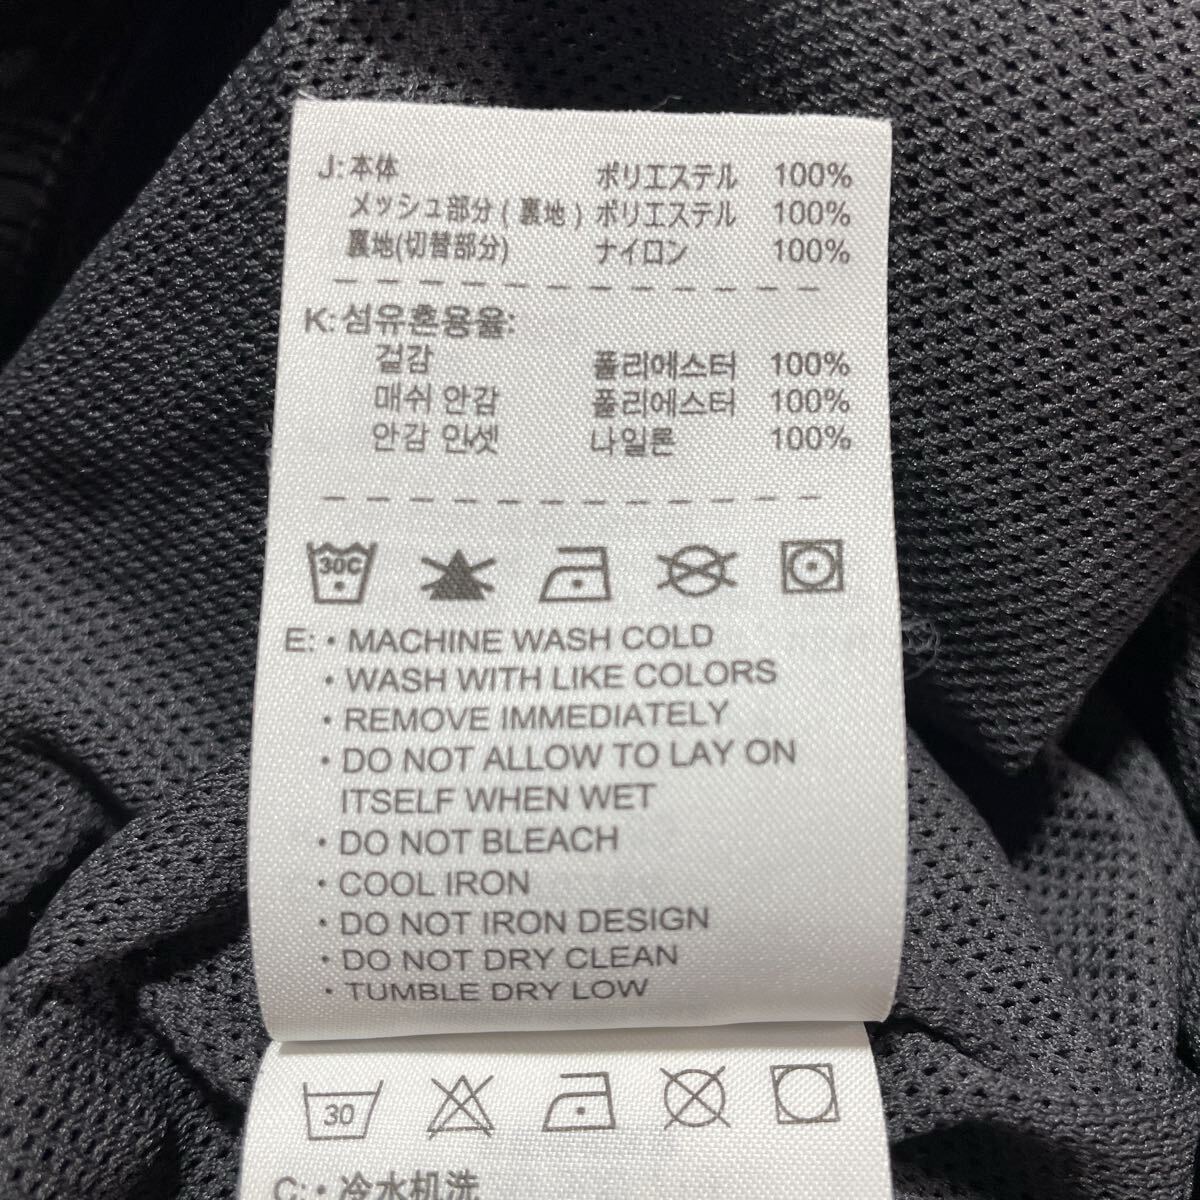 J: 本体 ポリエステル 100%
メッシュ部分 ( 裏地 ) ポリエステル 100%
裏地(切替部分) ナイロン 100%
K: 섬유혼용율:
겉감 폴리에스터 100%
매쉬 안감 폴리에스터 100%
안감 인셋 나일론 100%
30C
E: • MACHINE WASH COLD
• WASH WITH LIKE COLORS
• REMOVE IMMEDIATELY
• DO NOT ALLOW TO LAY ON
ITSELF WHEN WET
• DO NOT BLEACH
• COOL IRON
• DO NOT IRON DESIGN
• DO NOT DRY CLEAN
• TUMBLE DRY LOW
30
C: • 冷水机洗